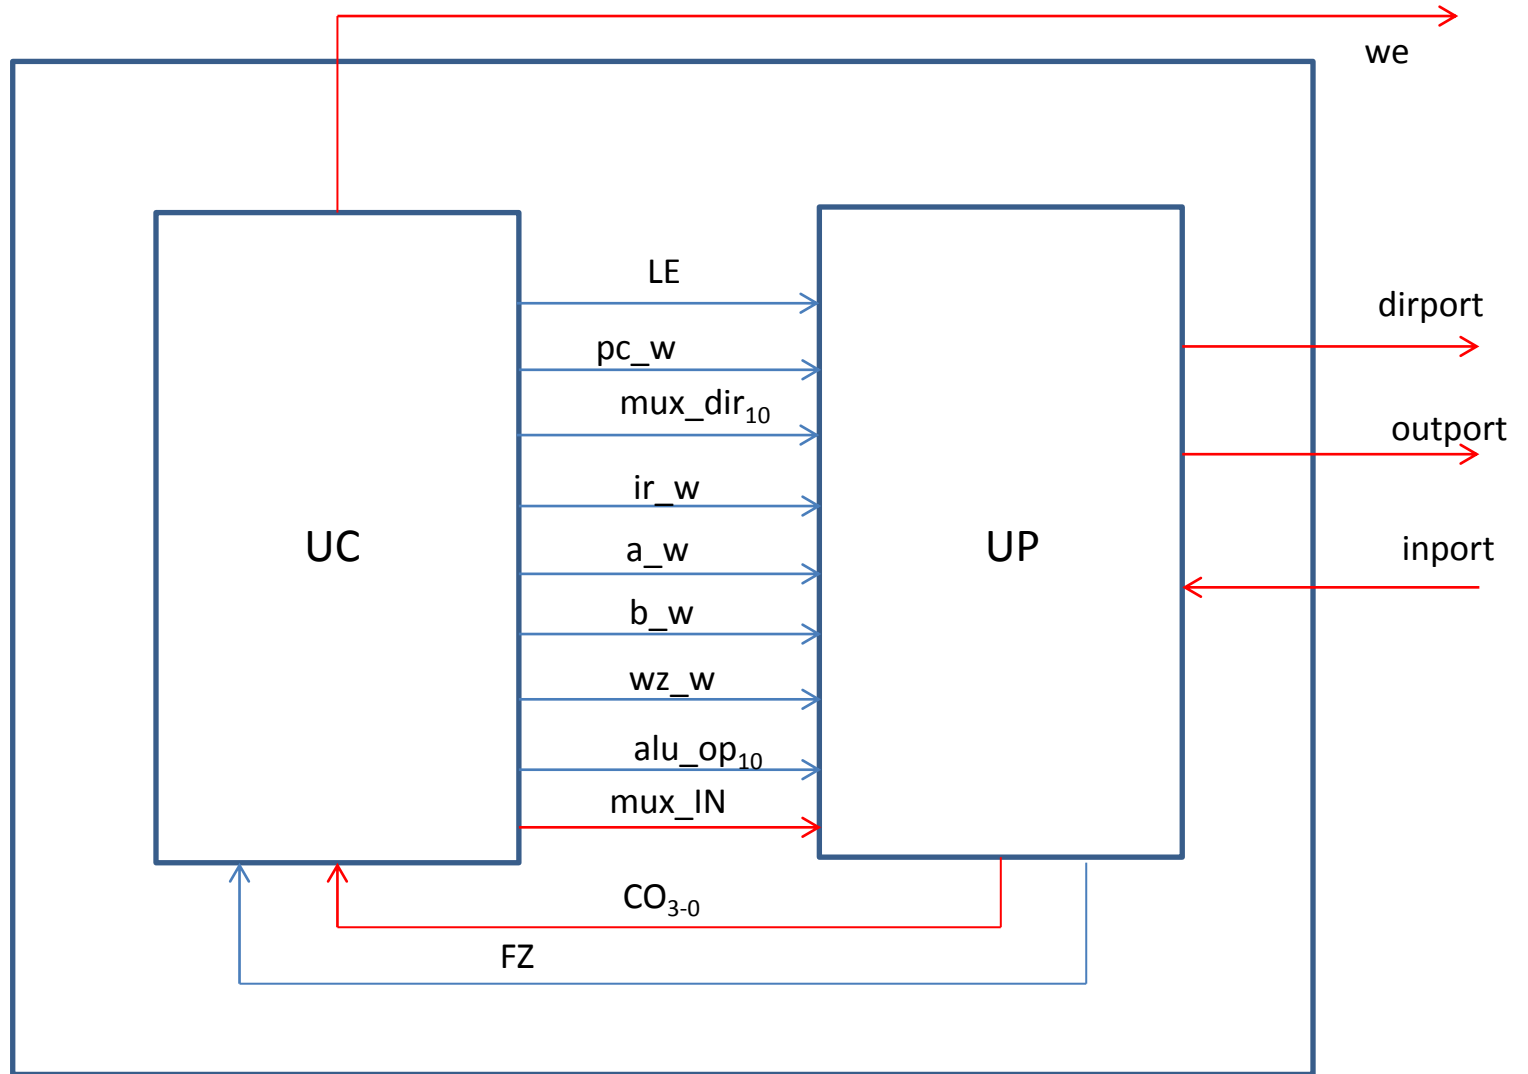 we
LE
dirport
pc_w
mux_dir₁₀
outport
ir_w
UC
UP
inport
a_w
b_w
wz_w
alu_op₁₀
mux_IN
CO₃₋₀
FZ